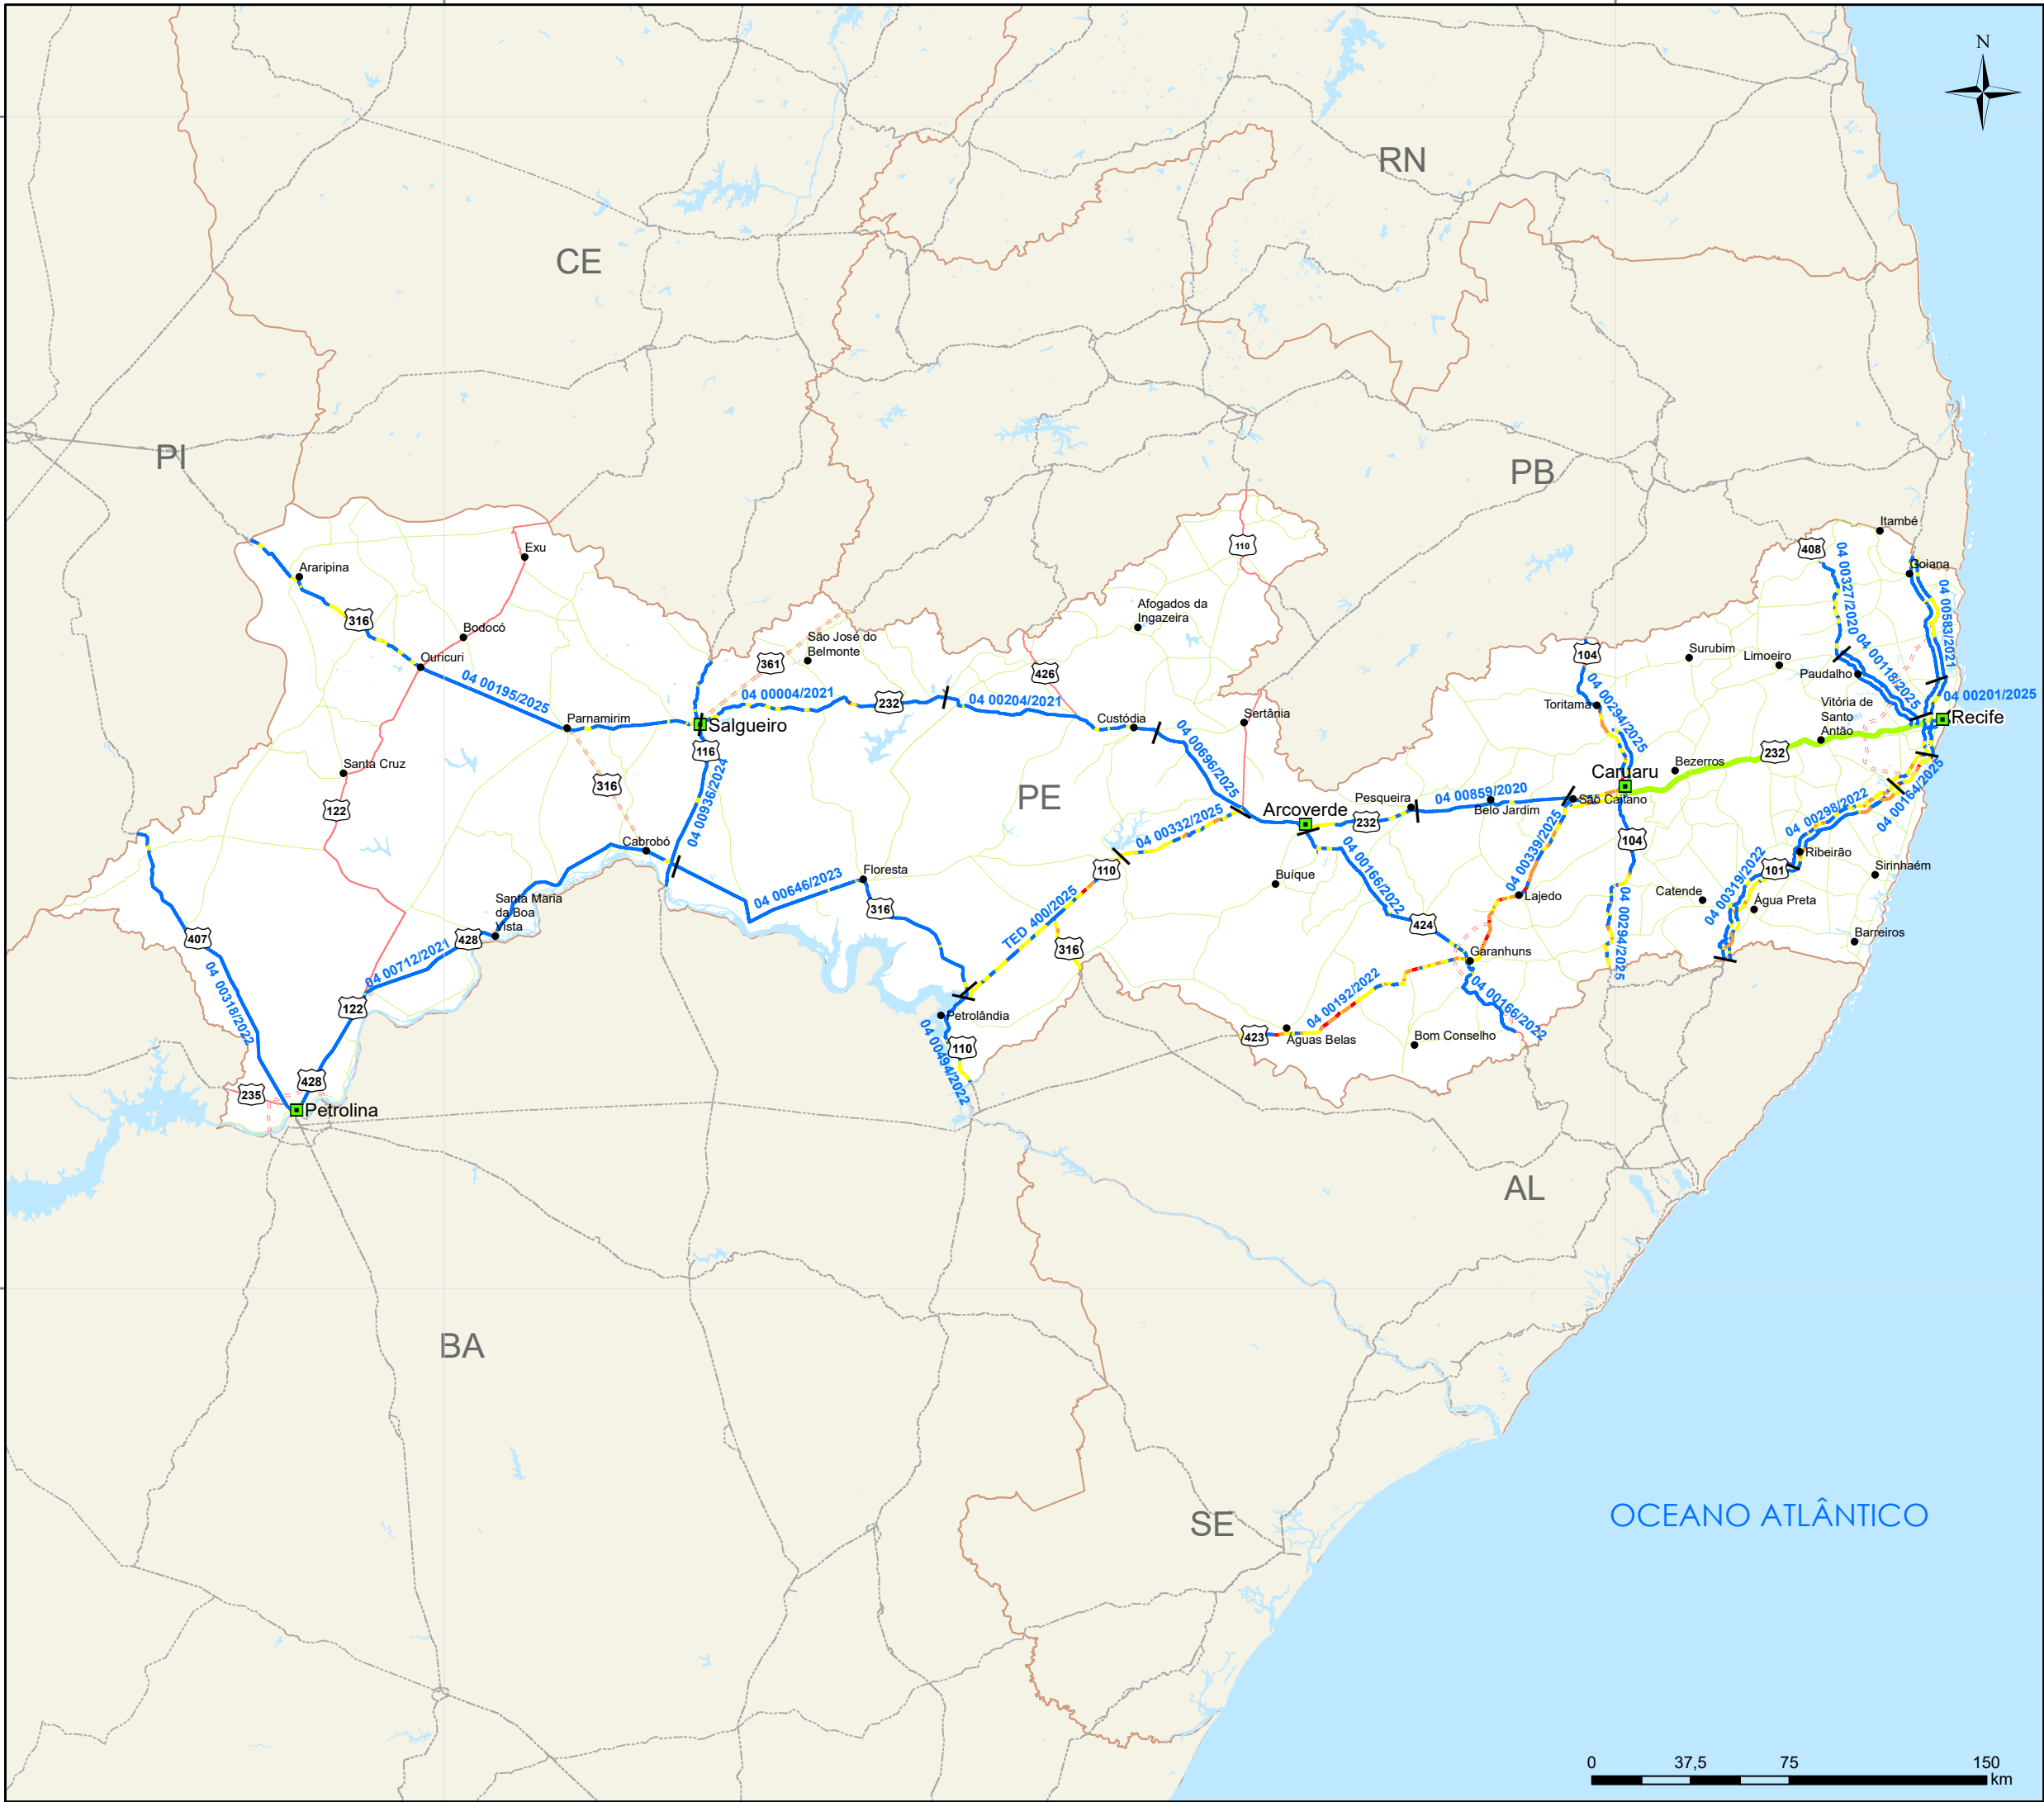 N
RN
CE
PI
PB
Itambé
408
Exu
110
Goiana
04 00327/2020
04 00583/2021
Araripina
Afogados da
Ingazeira
316
Bodocó
São José do
Belmonte
361
104
Surubim
Limoeiro
04 00118/2025
Ouricuri
426
Paudalho
04 00195/2025
04 00004/2021
232
04 00204/2021
04 00294/2025
Toritama
04 00201/2025
Vitória de
Santo
Antão
Parnamirim
Salgueiro
Custódia
Sertânia
Recife
116
04 00696/2025
232
Bezerros
Santa Cruz
316
04 00936/2024
PE
Caruaru
Pesqueira
04 00859/2020
São Caitano
04 00164/2025
122
Arcoverde
232
Belo Jardim
04 00298/2022
04 00332/2025
104
Cabrobó
04 00339/2025
Ribeirão
110
101
Floresta
04 00166/2022
Buíque
Sirinhaém
04 00646/2023
04 00319/2022
Santa Maria
da Boa
Vista
316
Lajedo
Catende
Água Preta
TED 400/2025
424
04 00294/2025
407
428
316
Garanhuns
Barreiros
04 00712/2021
04 00318/2022
04 00192/2022
122
Petrolândia
04 00166/2022
04 00494/2022
110
423
Águas Belas
Bom Conselho
428
235
Petrolina
AL
BA
OCEANO ATLÂNTICO
SE
0 37,5 75 150
km